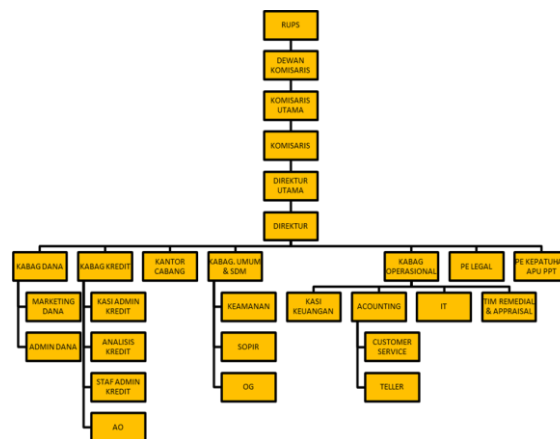 RUPS
DEWAN
KOMISARIS
KOMISARIS
UTAMA
KOMISARIS
DIREKTUR
UTAMA
DIREKTUR
KABAG DANA
KABAG KREDIT
KANTOR
CABANG
KABAG. UMUM
& SDM
KABAG
OPERASIONAL
PE LEGAL
PE KEPATUHA
APU PPT
MARKETING
DANA
KASI ADMIN
KREDIT
KEAMANAN
KASI
KEUANGAN
ACOUNTING
IT
TIM REMEDIAL
& APPRAISAL
ADMIN DANA
ANALISIS
KREDIT
SOPIR
CUSTOMER
SERVICE
STAF ADMIN
KREDIT
OG
TELLER
AO